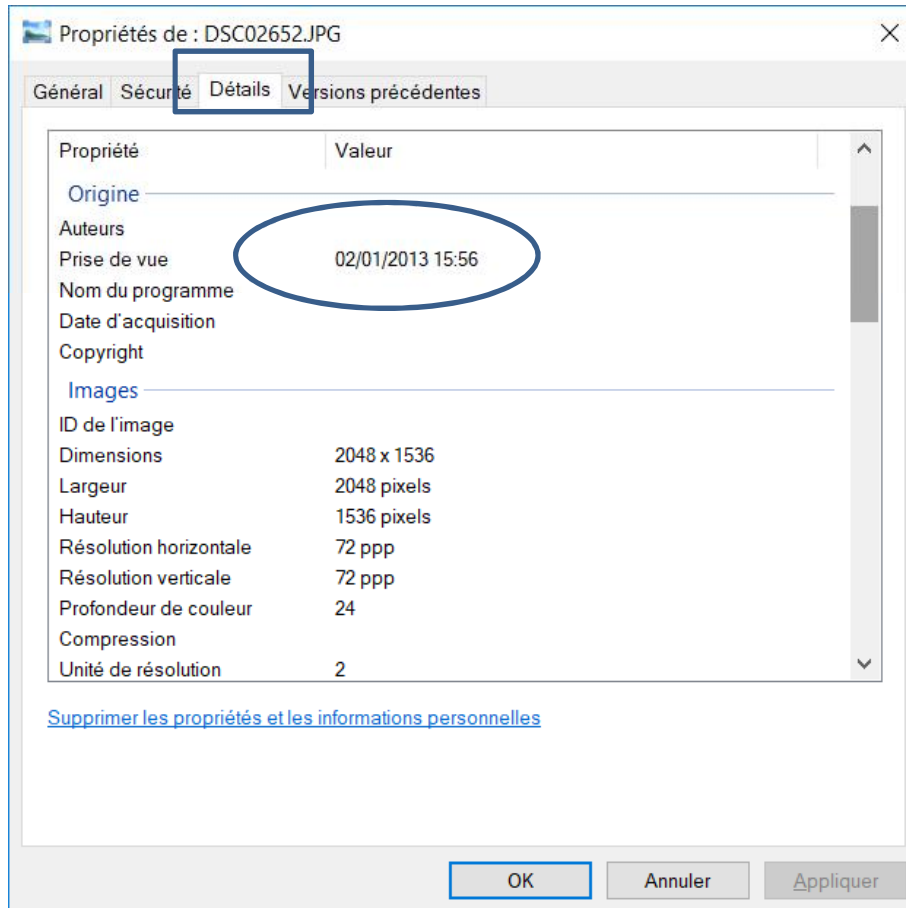 Propriétés de : DSC02652.JPG
Général Sécurité Détails Versions précédentes
Propriété Valeur
Origine
Auteurs
Prise de vue 02/01/2013 15:56
Nom du programme
Date d'acquisition
Copyright
Images
ID de l'image
Dimensions 2048 x 1536
Largeur 2048 pixels
Hauteur 1536 pixels
Résolution horizontale 72 ppp
Résolution verticale 72 ppp
Profondeur de couleur 24
Compression
Unité de résolution 2
Supprimer les propriétés et les informations personnelles
OK Annuler Appliquer